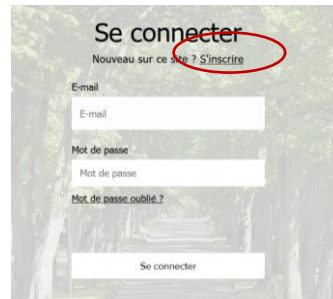 Se connecter
Nouveau sur ce site ? S'inscrire
E-mail
E-mail
Mot de passe
Mot de passe
Mot de passe oublié ?
Se connecter